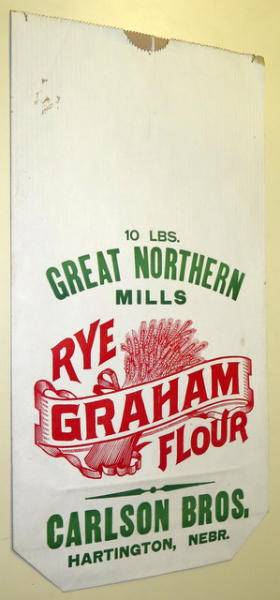 10 LBS.
GREAT NORTHERN
MILLS
RYE
GRAHAM
FLOUR
CARLSON BROS.
HARTINGTON, NEBR.